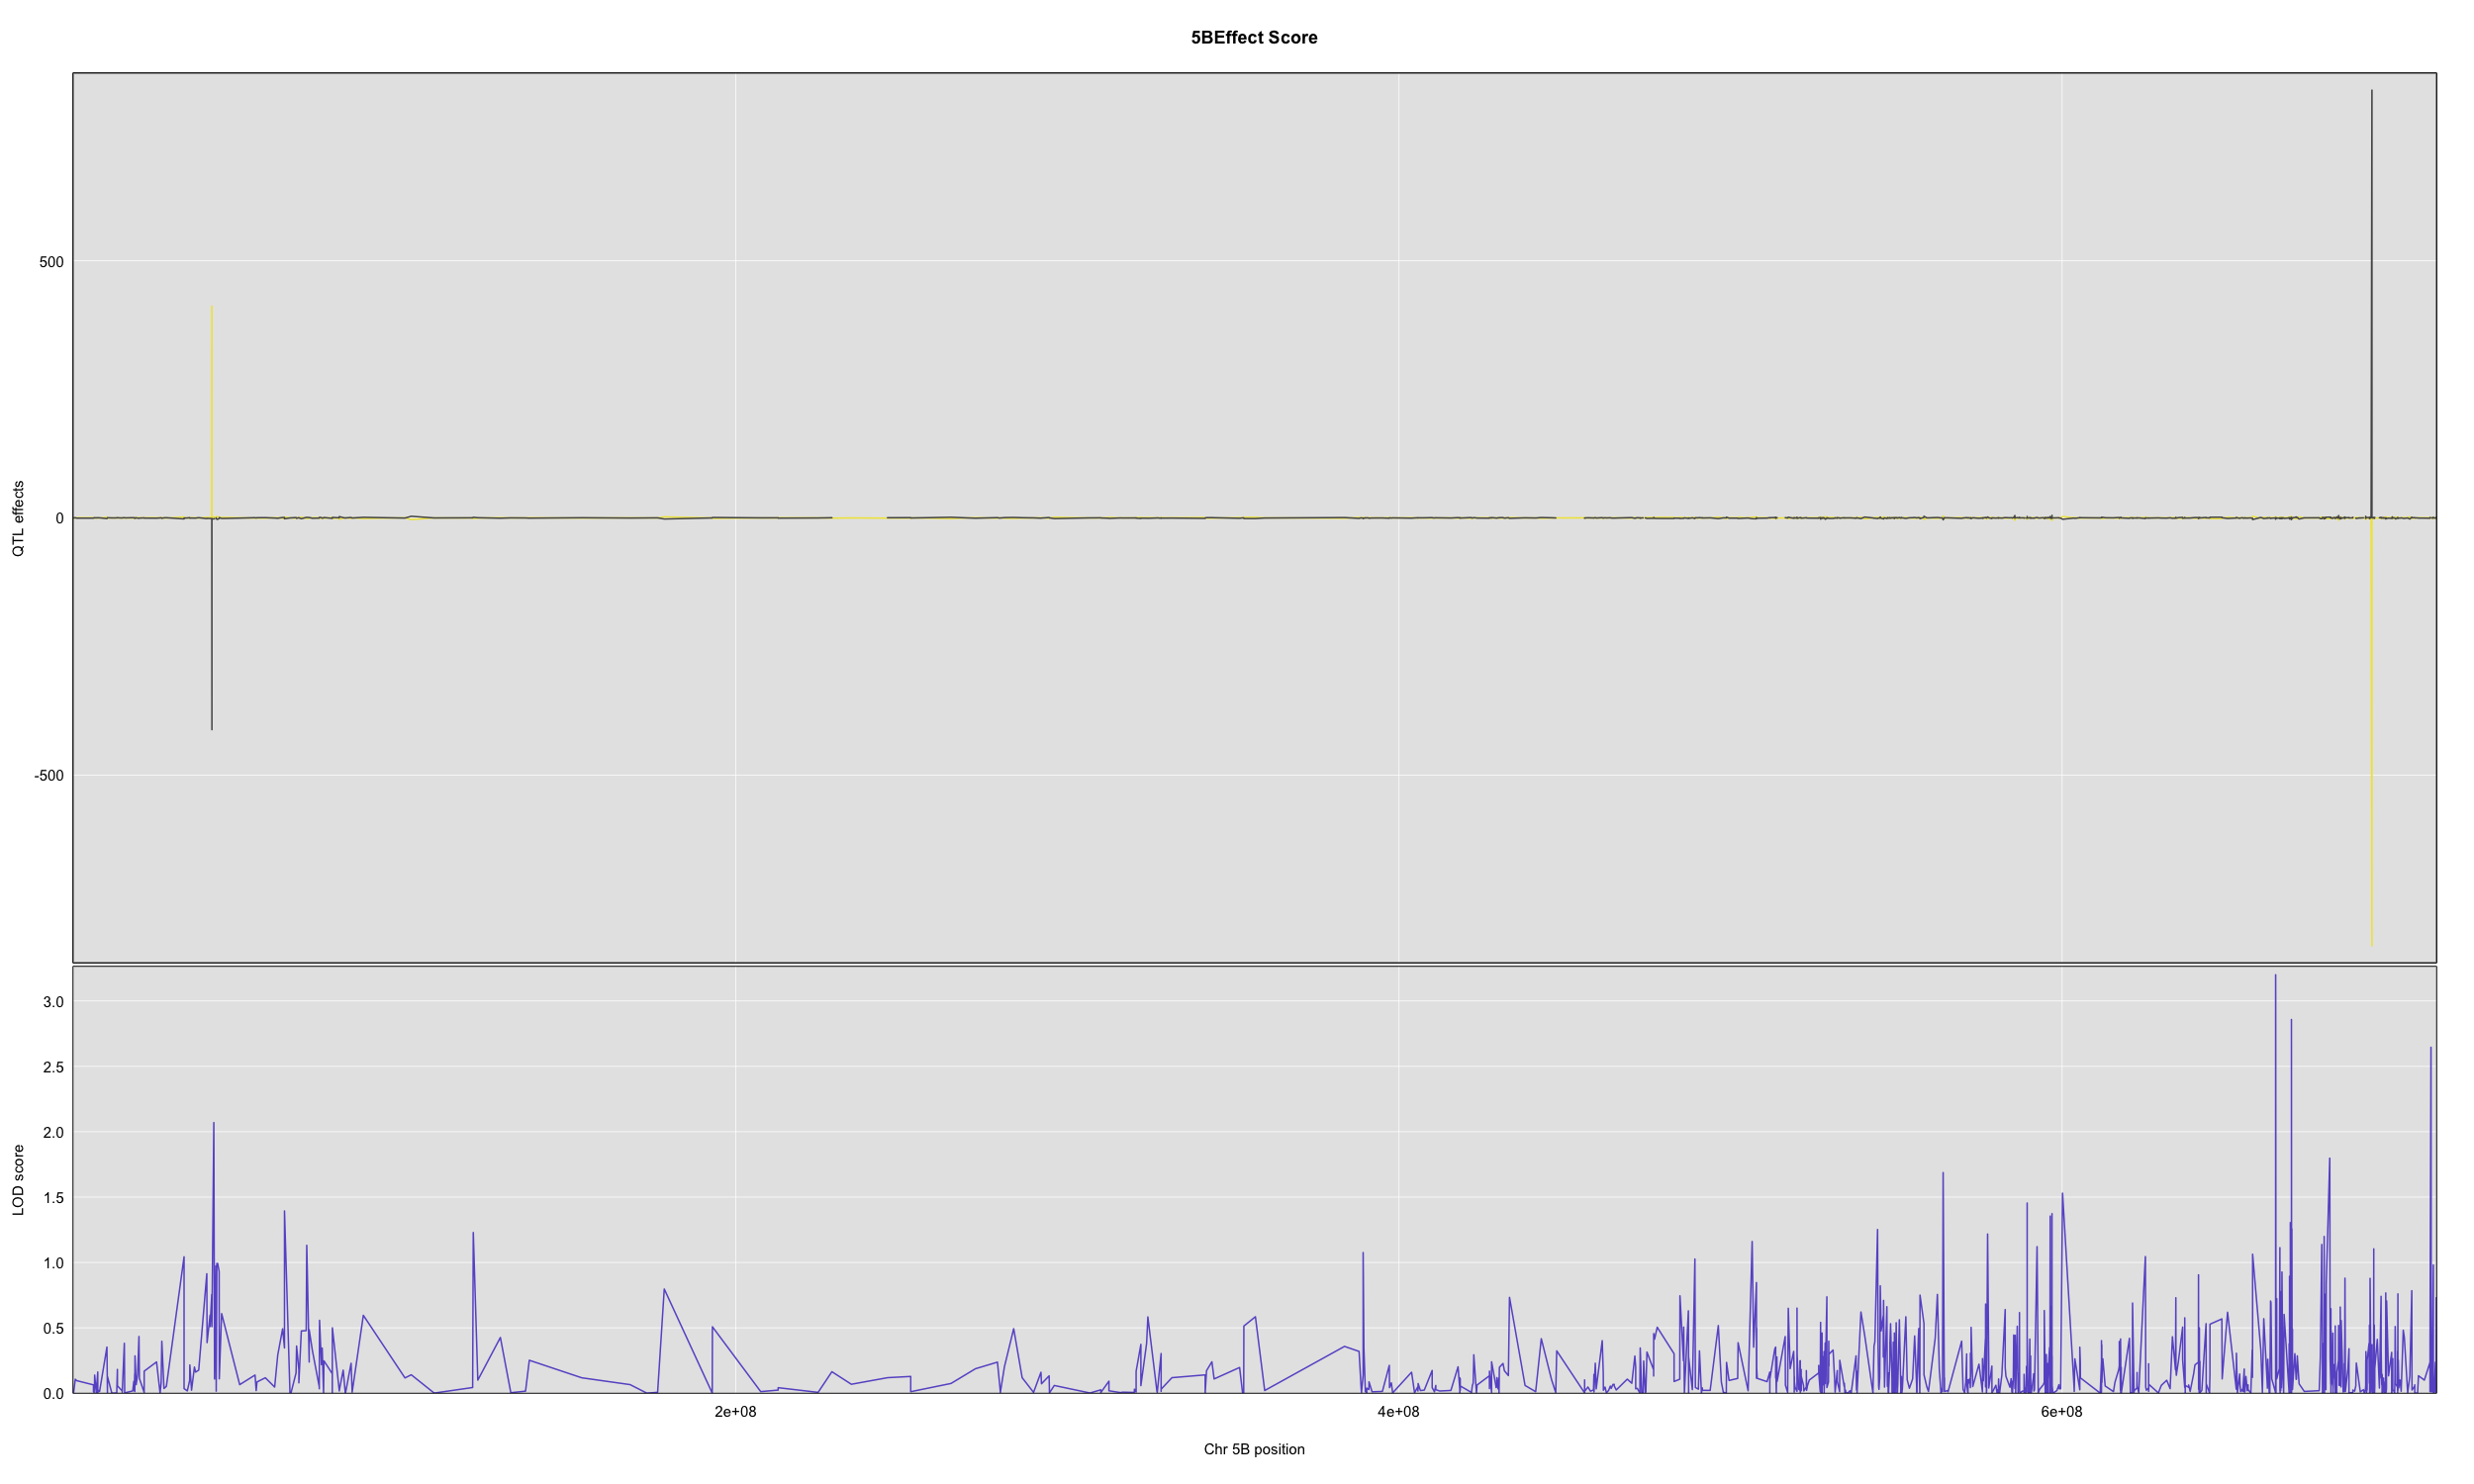 5BEffect Score
QTL effects
500
0
-500
LOD score
3.0
2.5
2.0
1.5
1.0
0.5
0.0
2e+08
4e+08
6e+08
Chr 5B position